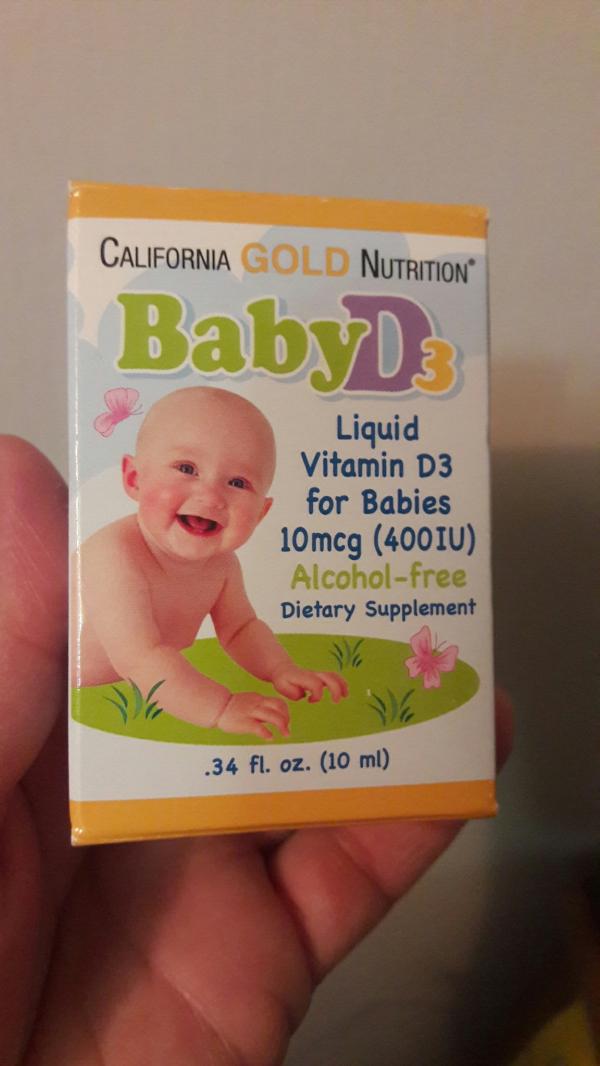 CALIFORNIA GOLD NUTRITION®
BabyD3
Liquid
Vitamin D3
for Babies
10mcg (400IU)
Alcohol-free
Dietary Supplement
.34 fl. oz. (10 ml)